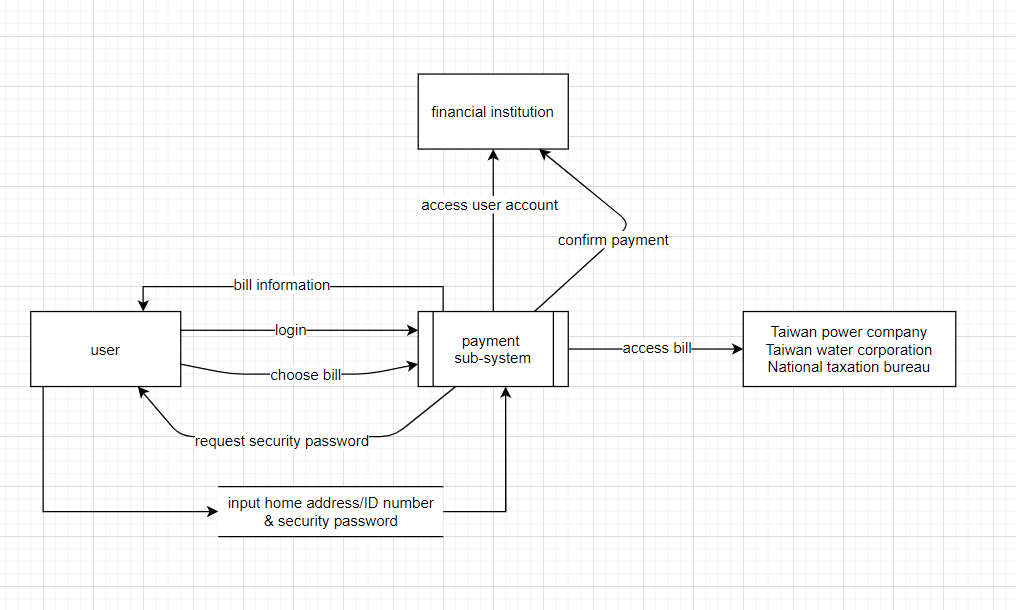 financial institution
access user account
confirm payment
bill information
login
user
payment
sub-system
choose bill
access bill
Taiwan power company
Taiwan water corporation
National taxation bureau
request security password
input home address/ID number
& security password